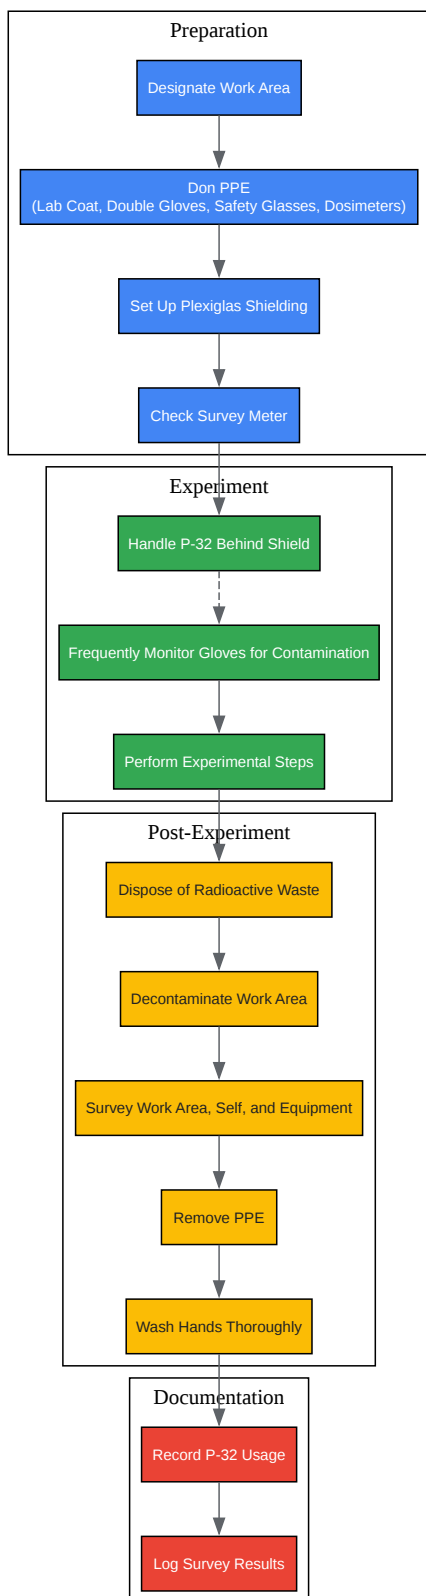 Preparation
Designate Work Area
Don PPE
(Lab Coat, Double Gloves, Safety Glasses, Dosimeters)
Set Up Plexiglas Shielding
Check Survey Meter
Experiment
Handle P-32 Behind Shield
Frequently Monitor Gloves for Contamination
Perform Experimental Steps
Post-Experiment
Dispose of Radioactive Waste
Decontaminate Work Area
Survey Work Area, Self, and Equipment
Remove PPE
Wash Hands Thoroughly
Documentation
Record P-32 Usage
Log Survey Results